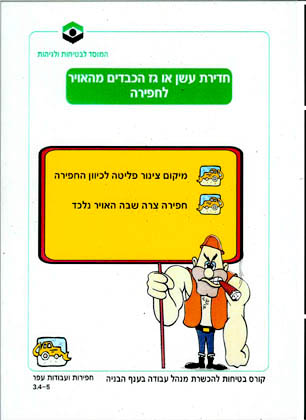 המוסד לבטיחות ולגיהות
חדירת עשן או גז הכבדים מהאויר
לחפירה
מיקום צינור פליטה לכיוון החפירה
חפירה צרה שבה האויר נלכד
קורס בטיחות להכשרת מנהל עבודה בענף הבניה
חפירות ועבודות עפר
3.4-5